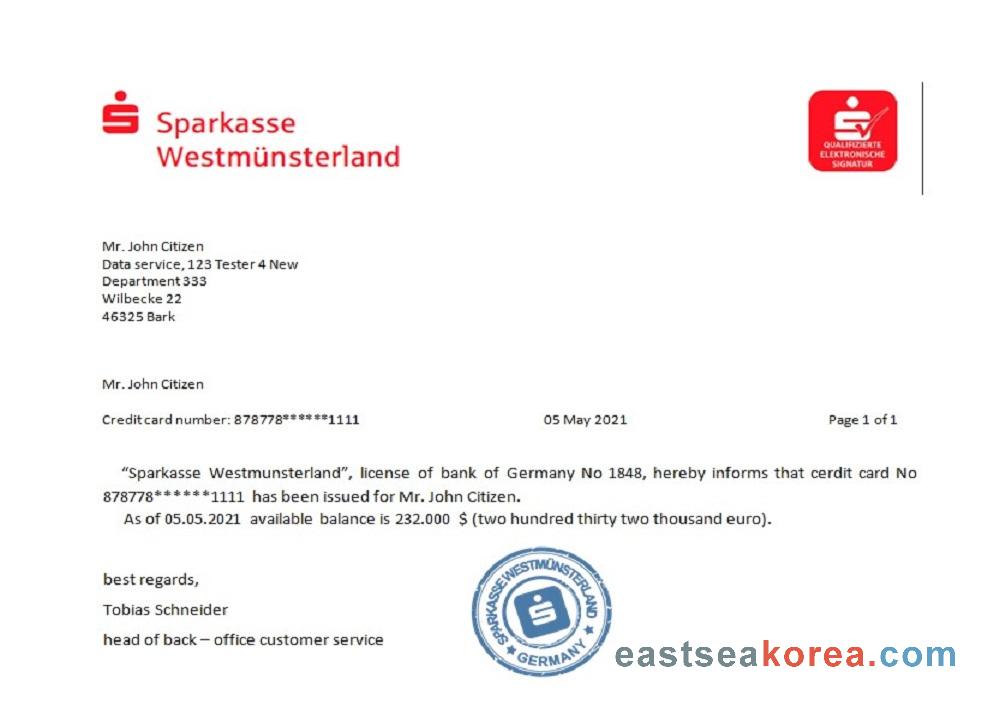 Sparkasse
Westmünsterland
QUALIFIZIERTE
ELEKTRONISCHE
SIGNATUR
Mr. John Citizen
Data service, 123 Tester 4 New
Department 333
Wilbecke 22
46325 Bark
Mr. John Citizen
Credit card number: 878778******1111 05 May 2021 Page 1 of 1
“Sparkasse Westmunsterland”, license of bank of Germany No 1848, hereby informs that cerdit card No
878778******1111 has been issued for Mr. John Citizen.
As of 05.05.2021 available balance is 232.000 $ (two hundred thirty two thousand euro).
best regards,
Tobias Schneider
head of back – office customer service
SPARKASSE WESTMÜNSTERLAND
GERMANY
eastseakorea.com